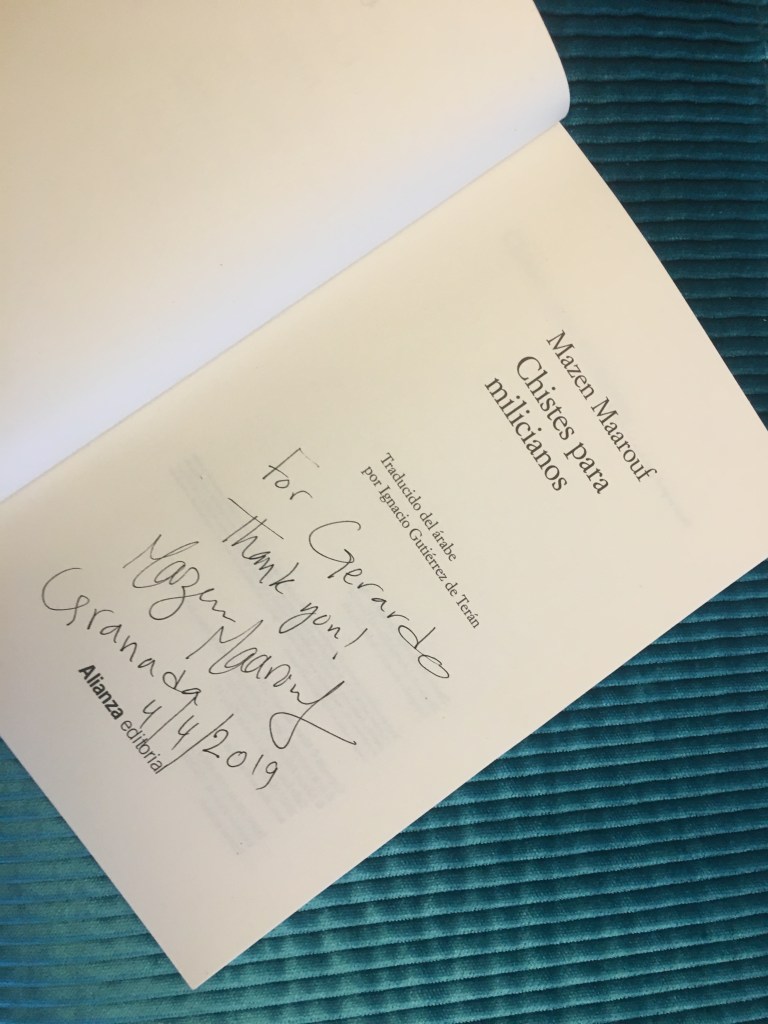 Mazen Maarouf
Chistes para
milicianos
Traducido del árabe
por Ignacio Gutiérrez de Terán
For Gerardo
Thank you!
Mazen Maarouf
Granada
4/4/2019
Alianza editorial